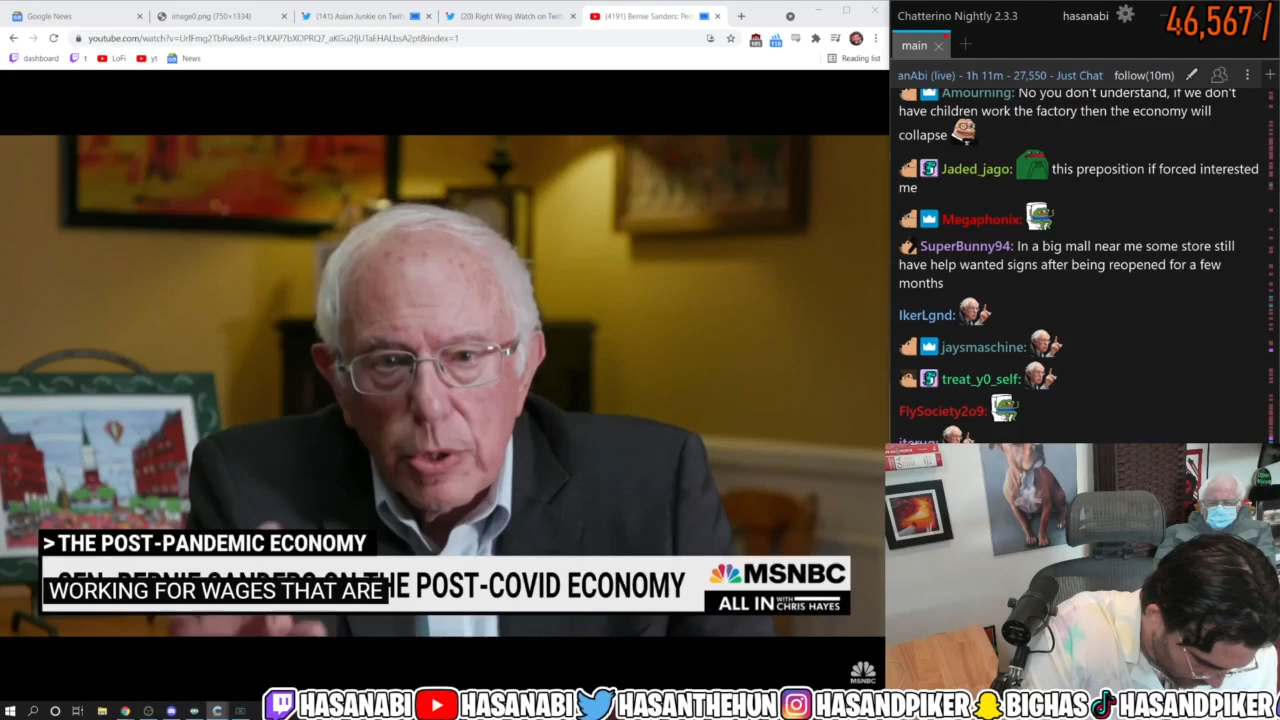 Google News
image0.png (750×1334)
(141) Asian Junkie on Twitt
(20) Right Wing Watch on Twitt
(4191) Bernie Sanders: Peo
youtube.com/watch?v=UrlFmg2TbRw&list=PLKAP7bXOPRQ7_aKGu2fjUTaEHALbsA2pt&index=1
dashboard
t
LoFi
yt
News
Reading list
>THE POST-PANDEMIC ECONOMY
WORKING FOR WAGES THAT ARE
HE POST-COVID ECONOMY
MSNBC
ALL IN WITH CHRIS HAYES
MSNBC
Chatterino Nightly 2.3.3
hasanabi
46,567 /
main
anAbi (live) - 1h 11m - 27,550 - Just Chat
follow(10m)
Amourning: No you don't understand, if we don't
have children work the factory then the economy will
collapse
Jaded_jago: this preposition if forced interested
me
Megaphonix:
SuperBunny94: In a big mall near me some store still
have help wanted signs after being reopened for a few
months
IkerLgnd:
jaysmaschine:
treat_y0_self:
FlySociety2o9:
HASANABI
HASANABI
HASANTHEHUN
HASANDPIKER
BIGHAS
HASANDPIKER